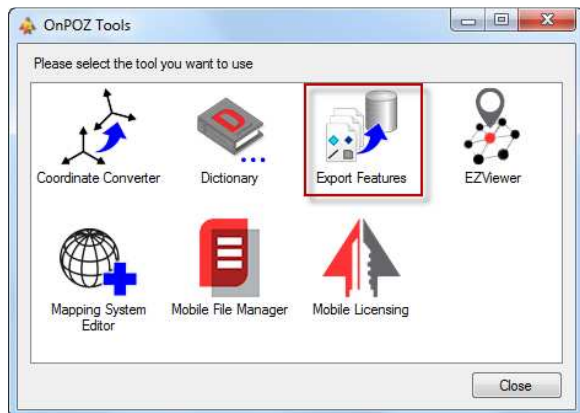 OnPOZ Tools
Please select the tool you want to use
D
Coordinate Converter
Dictionary
Export Features
EZViewer
Mapping System
Editor
Mobile File Manager
Mobile Licensing
Close